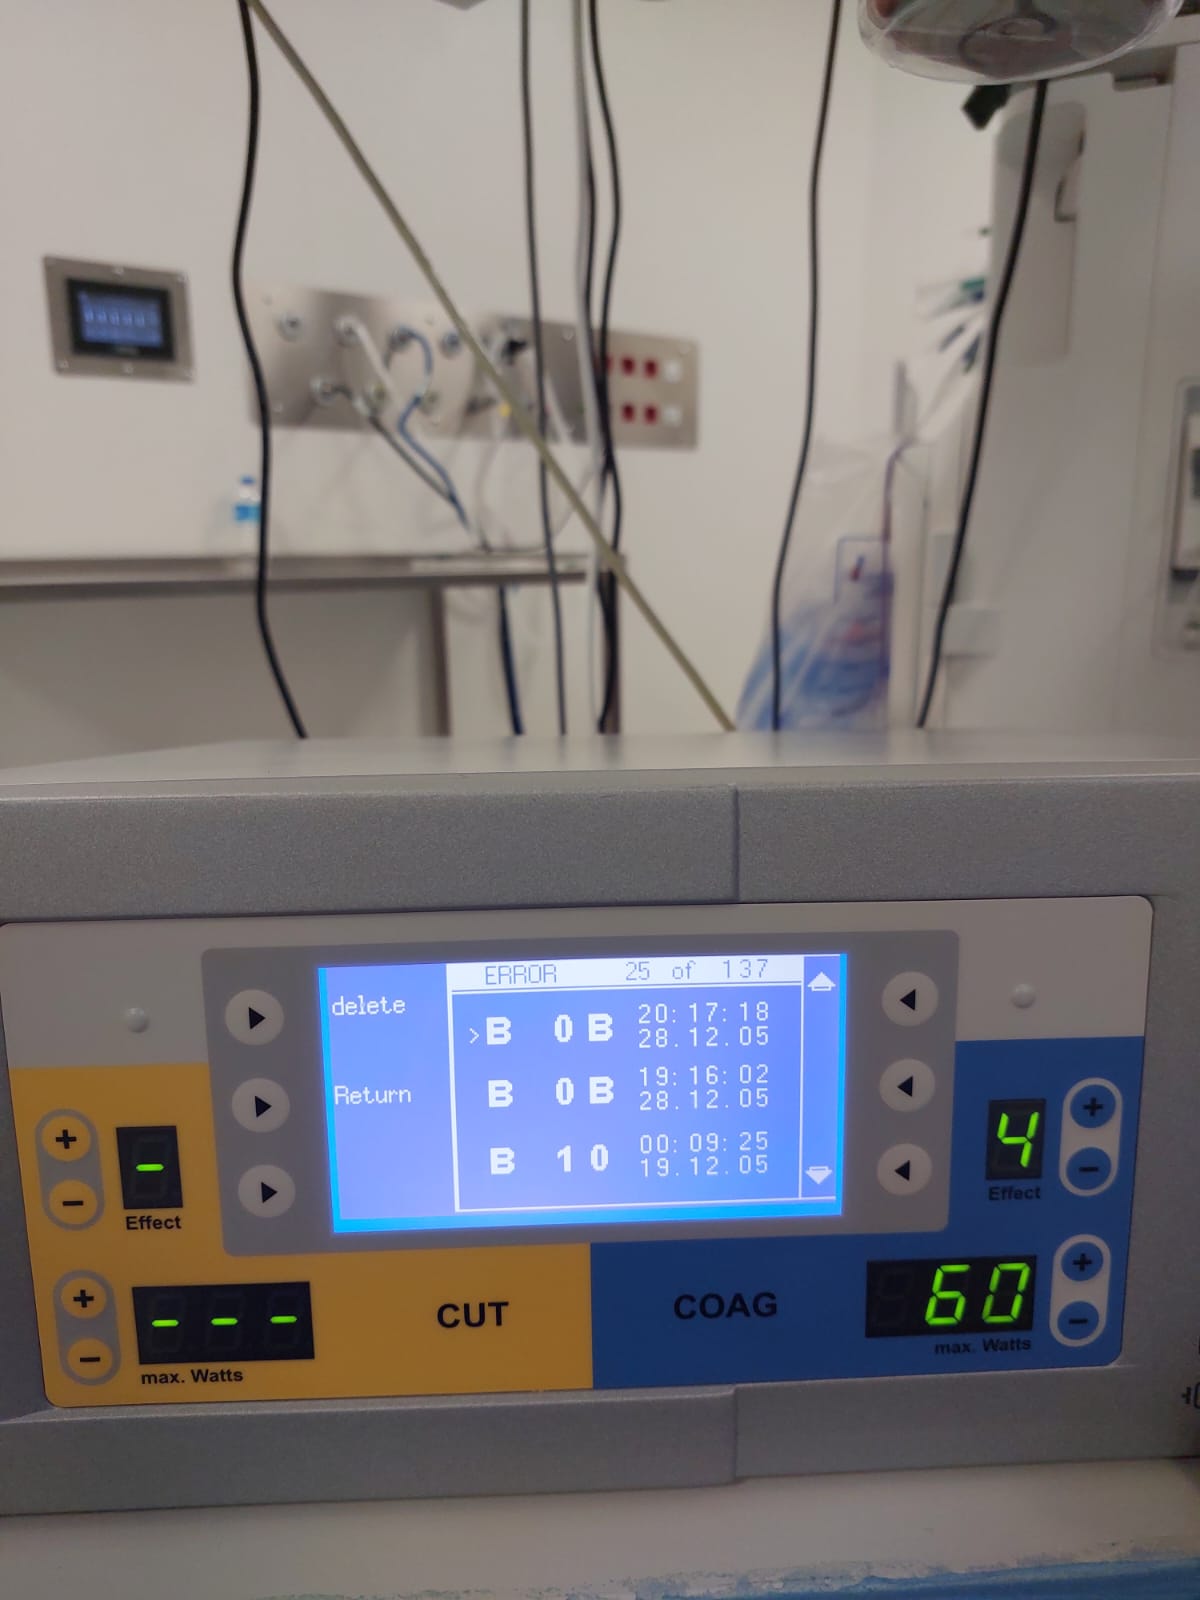 ERROR 25 of 137
delete
>B 0B 20:17:18
28.12.05
Return
B 0B 19:16:02
28.12.05
B 10 00:09:25
19.12.05
+
-
-
Effect
+
-
- - -
max. Watts
CUT
COAG
4
Effect
+
-
60
max. Watts
+
-